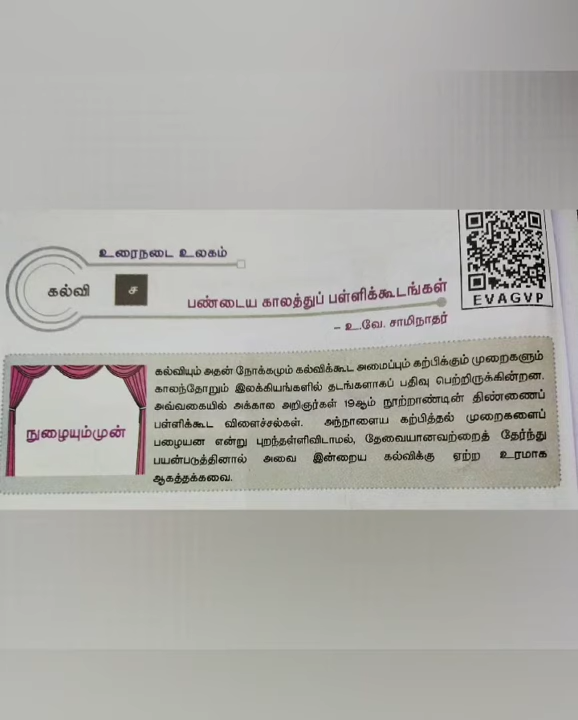 உரைநடை உலகம்
கல்வி
ச
பண்டைய காலத்துப் பள்ளிக்கூடங்கள்
– உ.வே. சாமிநாதர்
EVAGVP
நுழையும்முன்
கல்வியும் அதன் நோக்கமும் கல்விக்கூட அமைப்பும் கற்பிக்கும் முறைகளும்
காலந்தோறும் இலக்கியங்களில் தடங்களாகப் பதிவு பெற்றிருக்கின்றன.
அவ்வகையில் அக்கால அறிஞர்கள் 19ஆம் நூற்றாண்டின் திண்ணைப்
பள்ளிக்கூட விளைச்சல்கள். அந்நாளைய கற்பித்தல் முறைகளைப்
பழையன என்று புறந்தள்ளிவிடாமல், தேவையானவற்றைத் தேர்ந்து
பயன்படுத்தினால் அவை இன்றைய கல்விக்கு ஏற்ற உரமாக
ஆகத்தக்கவை.